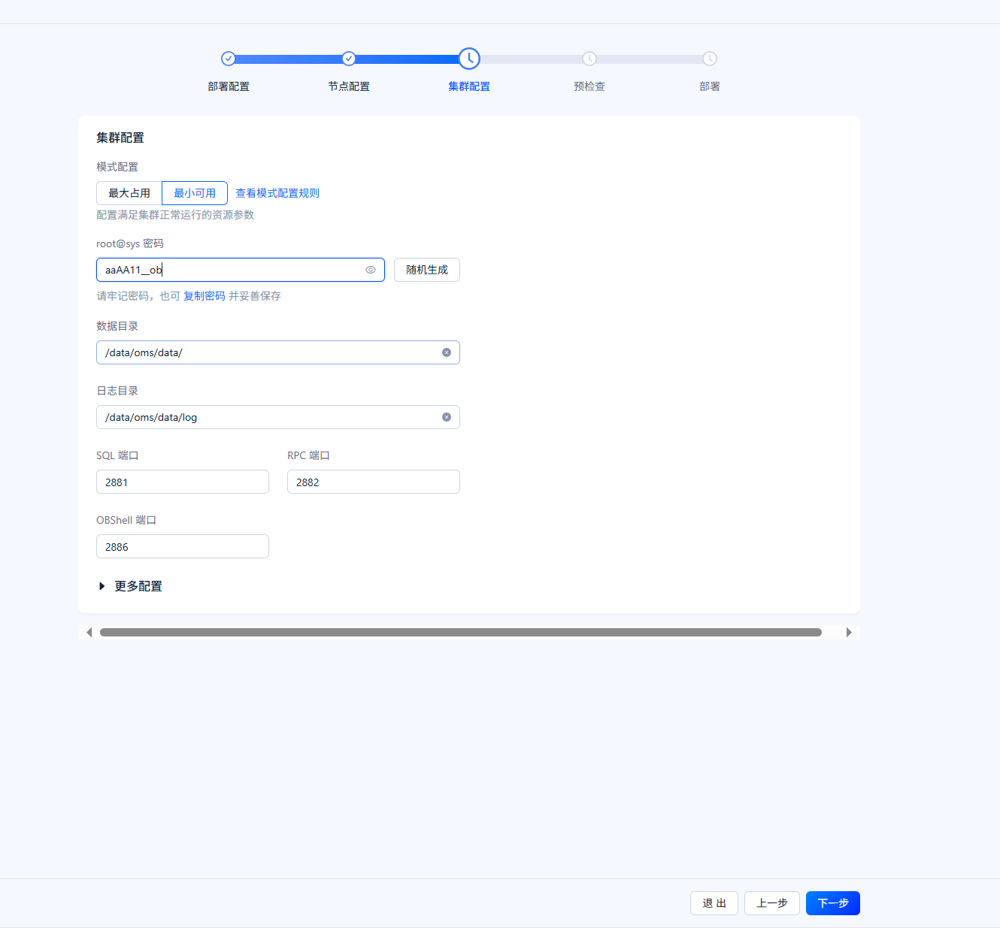 部署配置
节点配置
集群配置
预检查
部署
集群配置
模式配置
最大占用 最小可用 查看模式配置规则
配置满足集群正常运行的资源参数
root@sys 密码
aaAA11__ob 随机生成
请牢记密码，也可 复制密码 并妥善保存
数据目录
/data/oms/data/
日志目录
/data/oms/data/log
SQL 端口 RPC 端口
2881 2882
OBShell 端口
2886
更多配置
退 出 上一步 下一步